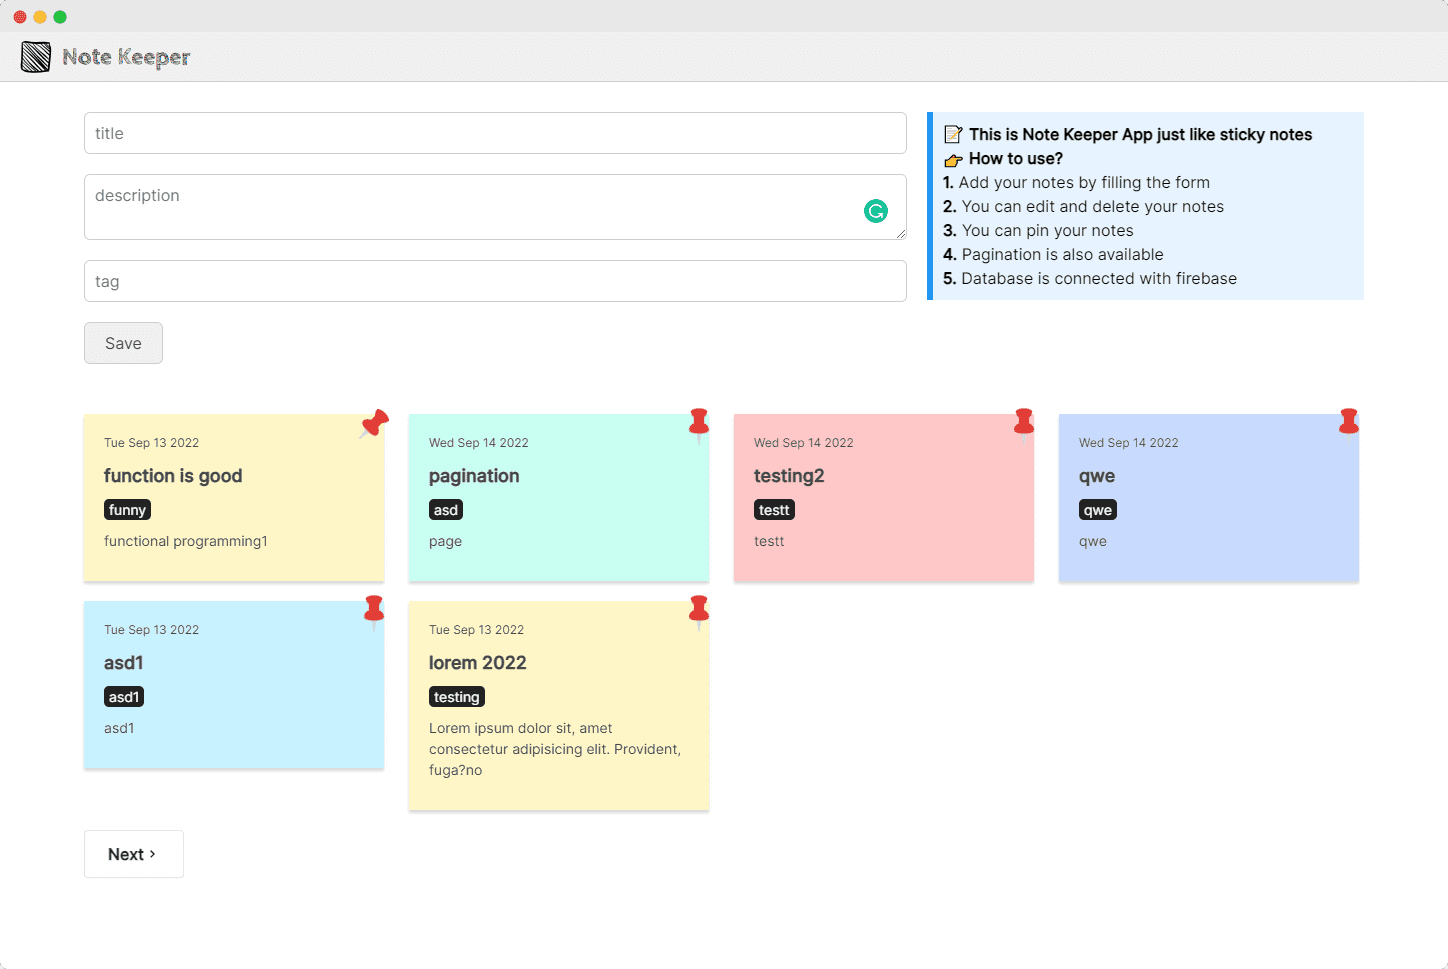 Note Keeper
title
description
tag
Save
📝 This is Note Keeper App just like sticky notes
👉 How to use?
1. Add your notes by filling the form
2. You can edit and delete your notes
3. You can pin your notes
4. Pagination is also available
5. Database is connected with firebase
Tue Sep 13 2022
function is good
funny
functional programming1
Wed Sep 14 2022
pagination
asd
page
Wed Sep 14 2022
testing2
testt
testt
Wed Sep 14 2022
qwe
qwe
qwe
Tue Sep 13 2022
asd1
asd1
asd1
Tue Sep 13 2022
lorem 2022
testing
Lorem ipsum dolor sit, amet
consectetur adipisicing elit. Provident,
fuga?no
Next ›